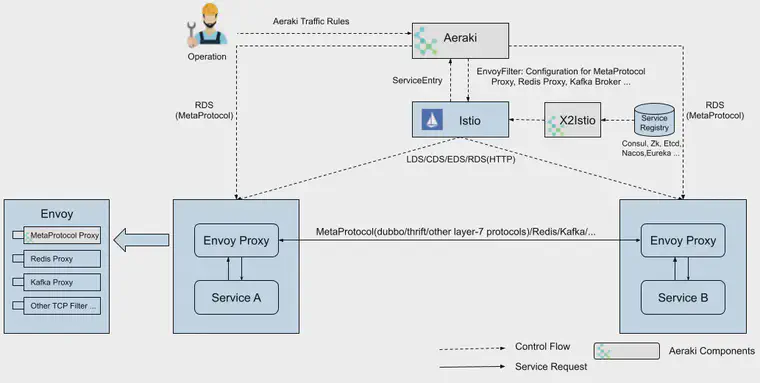 Aeraki Traffic Rules
Operation
Aeraki
RDS
(MetaProtocol)
ServiceEntry
EnvoyFilter: Configuration for MetaProtocol
Proxy, Redis Proxy, Kafka Broker ...
RDS
(MetaProtocol)
Istio
X2Istio
Service
Registry
Consul, Zk, Etcd,
Nacos,Eureka ...
LDS/CDS/EDS/RDS(HTTP)
Envoy
MetaProtocol Proxy
Redis Proxy
Kafka Proxy
Other TCP Filter ...
Envoy Proxy
Service A
MetaProtocol(dubbo/thrift/other layer-7 protocols)/Redis/Kafka/...
Envoy Proxy
Service B
Control Flow
Service Request
Aeraki Components